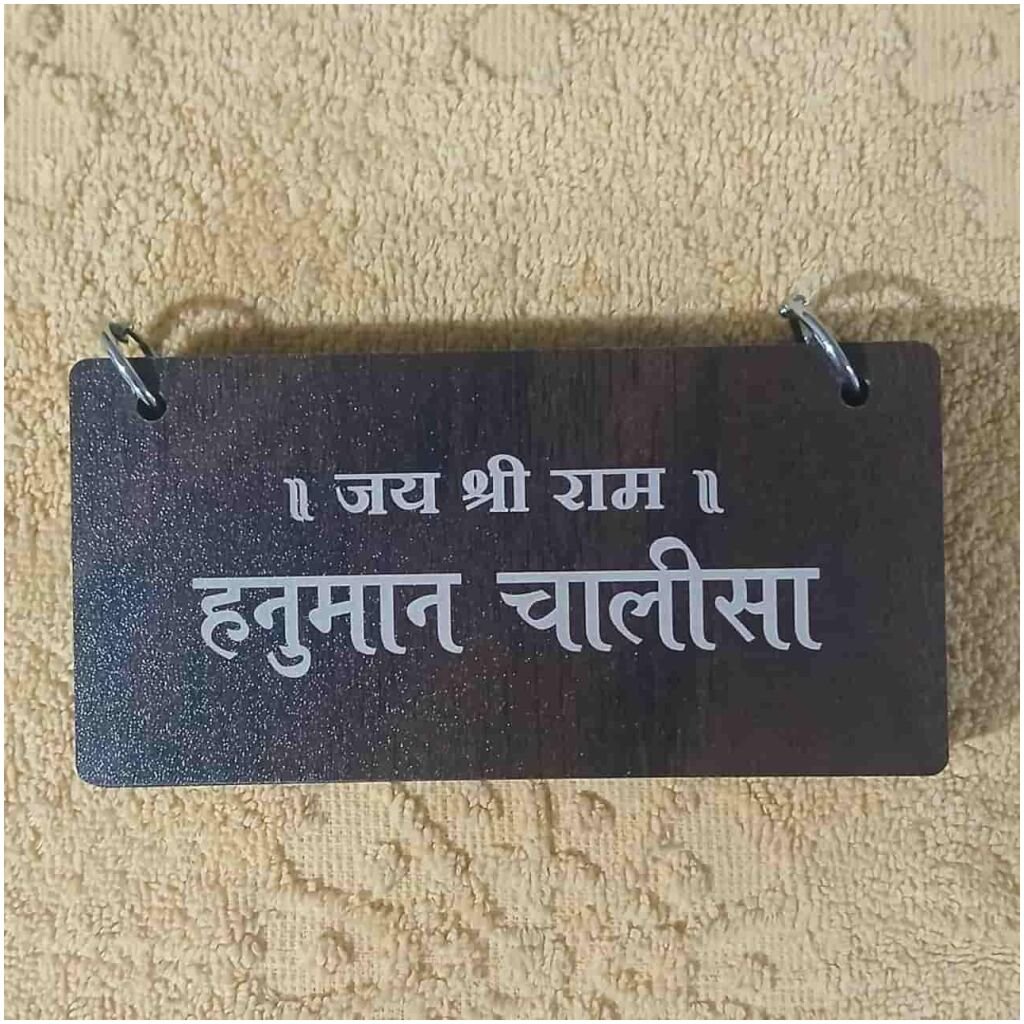 ॥ जय श्री राम ॥
हनुमान चालीसा